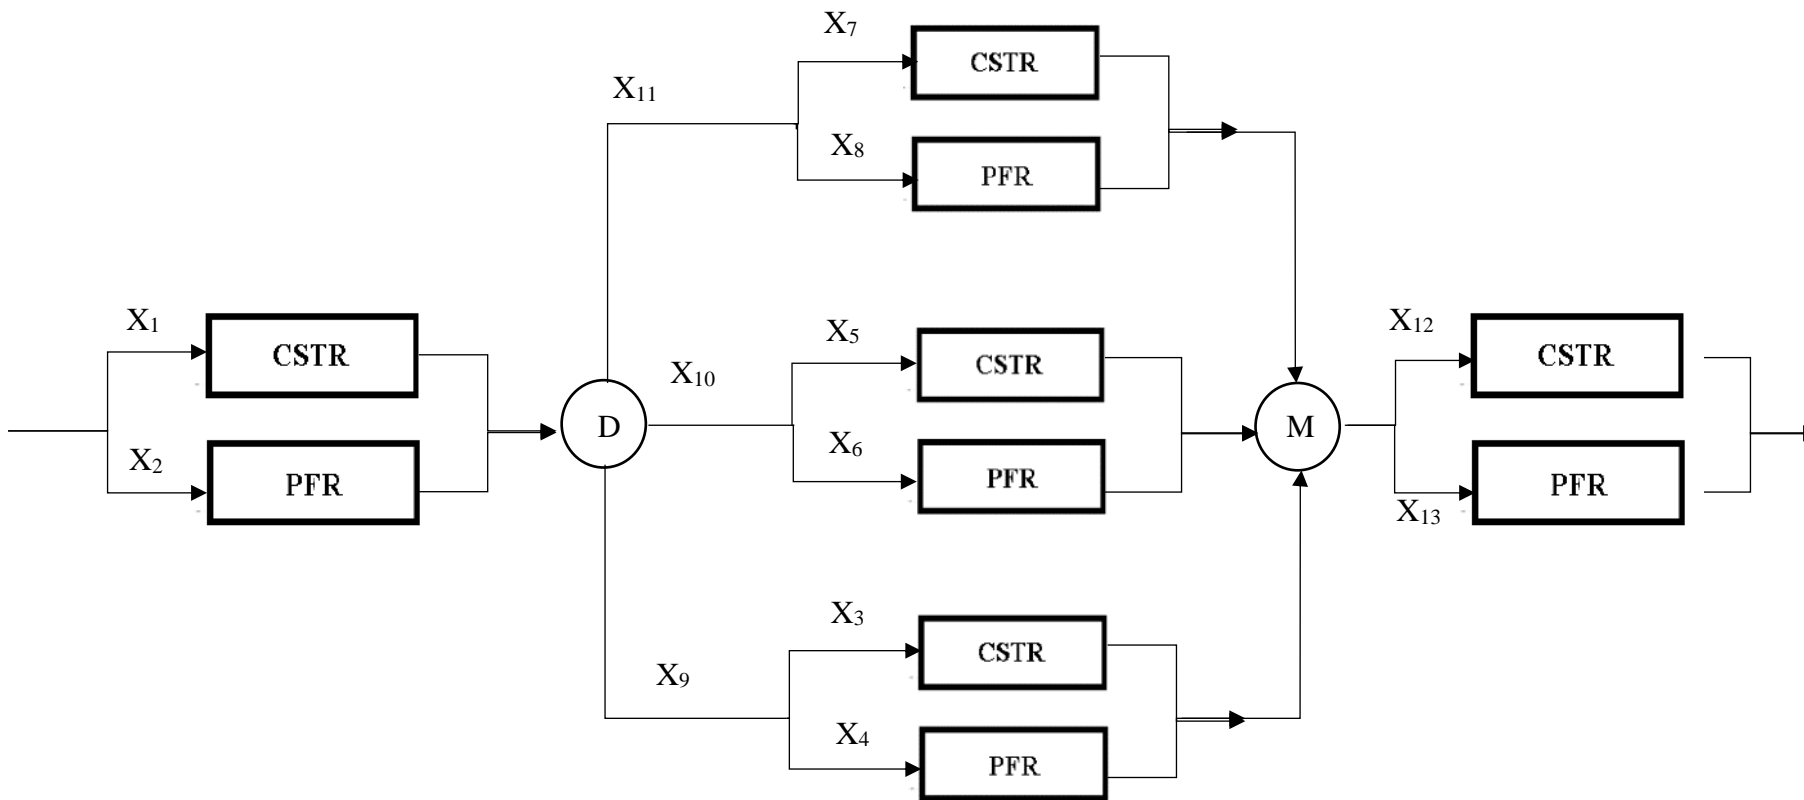 X7
CSTR
X11
X8
PFR
X1
CSTR
X2
PFR
D
X10
X5
CSTR
X6
PFR
M
X12
CSTR
X13
PFR
X9
X3
CSTR
X4
PFR